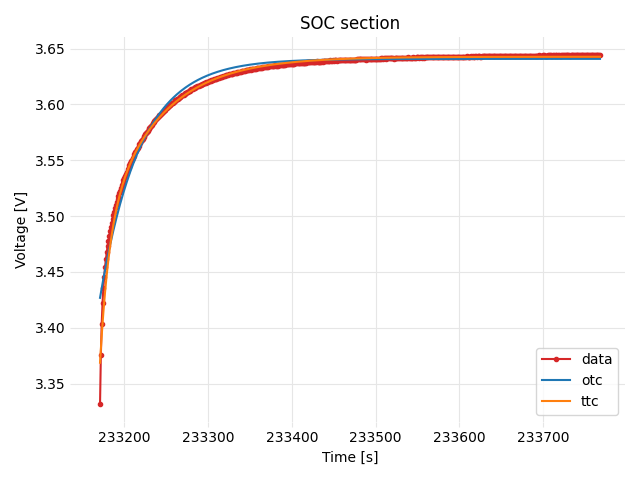 SOC section
Voltage [V]
3.65
3.60
3.55
3.50
3.45
3.40
3.35
data
otc
ttc
233200 233300 233400 233500 233600 233700
Time [s]